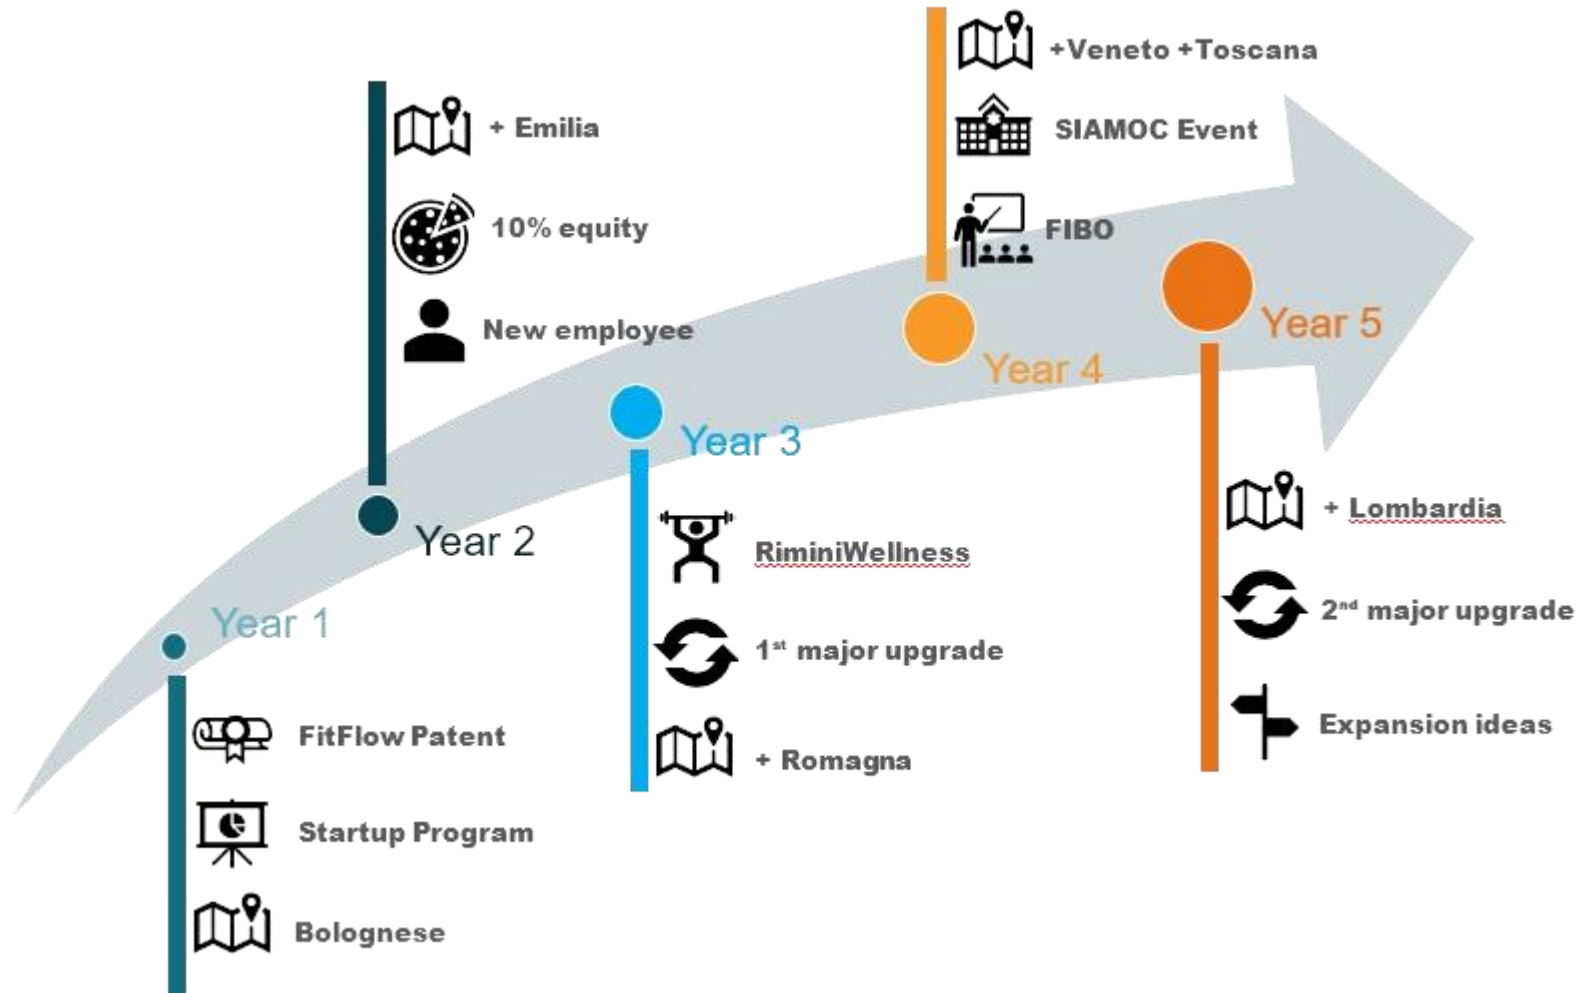 Year 1
FitFlow Patent
Startup Program
Bolognese
Year 2
+ Emilia
10% equity
New employee
Year 3
RiminiWellness
1st major upgrade
+ Romagna
Year 4
+Veneto +Toscana
SIAMOC Event
FIBO
Year 5
+ Lombardia
2nd major upgrade
Expansion ideas